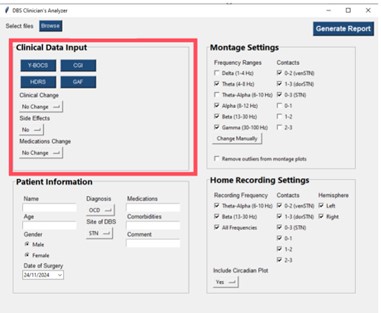 DBS Clinician's Analyzer
Select files Browse
Generate Report
Clinical Data Input
Y-BOCS CGI
HDRS GAF
Clinical Change
No Change
Side Effects
No
Medications Change
No Change
Montage Settings
Frequency Ranges Contacts
Delta (1-4 Hz) 0-2 (venSTN)
Theta (4-8 Hz) 1-3 (dorSTN)
Theta-Alpha (6-10 Hz) 0-3 (STN)
Alpha (8-12 Hz) 0-1
Beta (13-30 Hz) 1-2
Gamma (30-100 Hz) 2-3
Change Manually
Remove outliers from montage plots
Patient Information
Name Diagnosis Medications
OCD
Age Site of DBS Comorbidities
STN
Gender Comment
Male
Female
Date of Surgery
24/11/2024
Home Recording Settings
Recording Frequency Contacts Hemisphere
Theta-Alpha (6-10 Hz) 0-2 (venSTN) Left
Beta (13-30 Hz) 1-3 (dorSTN) Right
All Frequencies 0-3 (STN)
0-1
1-2
2-3
Include Circadian Plot
Yes